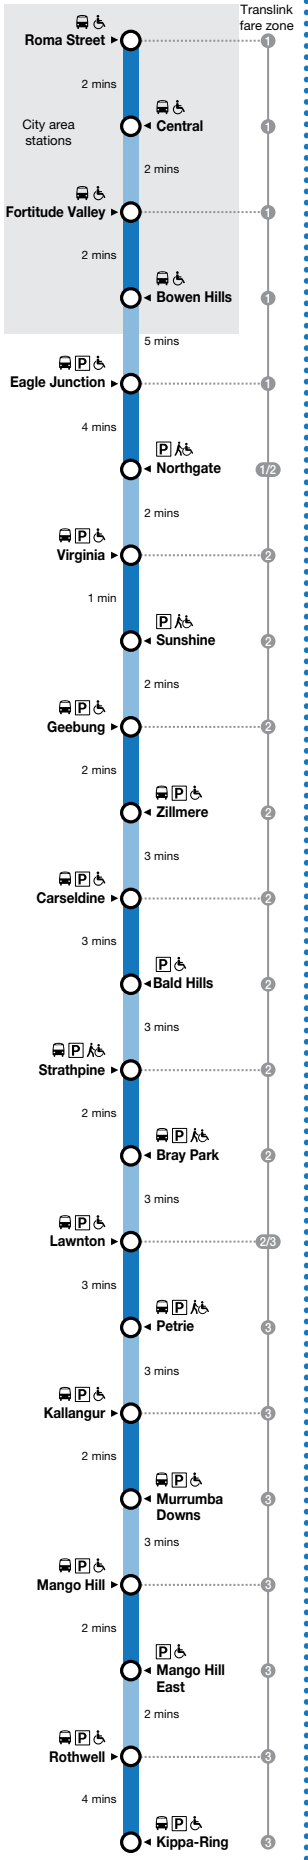 Translink
fare zone
Roma Street
1
2 mins
City area
stations
Central
1
2 mins
Fortitude Valley
1
2 mins
Bowen Hills
1
5 mins
P
Eagle Junction
1
4 mins
P
Northgate
1/2
2 mins
P
Virginia
2
1 min
P
Sunshine
2
2 mins
P
Geebung
2
2 mins
P
Zillmere
2
3 mins
P
Carseldine
2
3 mins
P
Bald Hills
2
3 mins
P
Strathpine
2
2 mins
P
Bray Park
2
3 mins
P
Lawnton
2/3
3 mins
P
Petrie
3
3 mins
P
Kallangur
3
2 mins
P
Murrumba
Downs
3
3 mins
P
Mango Hill
3
2 mins
P
Mango Hill
East
3
2 mins
P
Rothwell
3
4 mins
P
Kippa-Ring
3